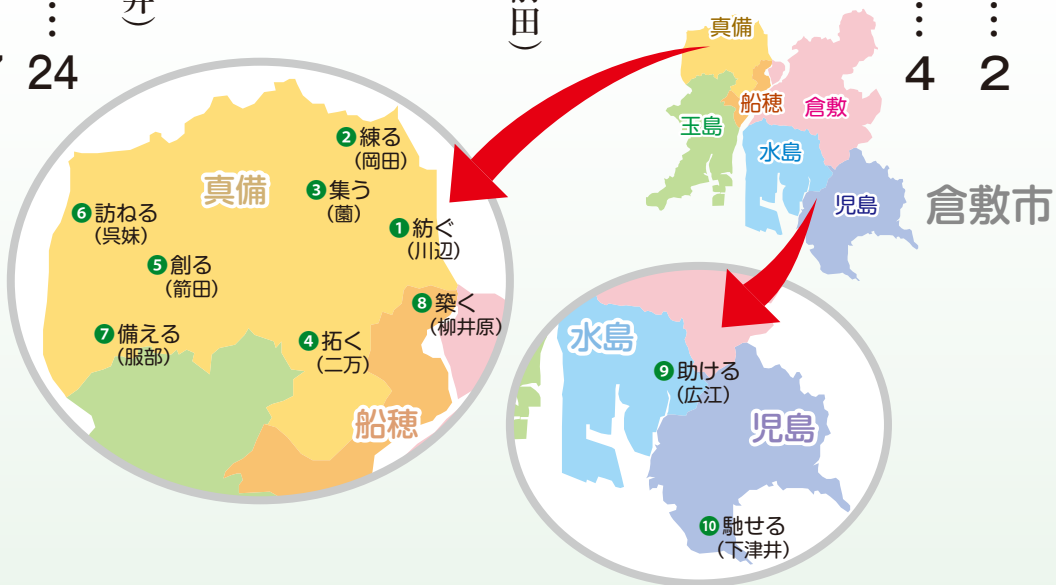 井）
24
前田）
4
2
真備
船穂
倉敷
玉島
水島
児島
倉敷市
真備
❷練る
(岡田)
❸集う
(薗)
❶紡ぐ
(川辺)
❻訪ねる
(呉妹)
❺創る
(箭田)
❽築く
(柳井原)
❼備える
(服部)
❹拓く
(二万)
船穂
水島
❾助ける
(広江)
児島
❿馳せる
(下津井)